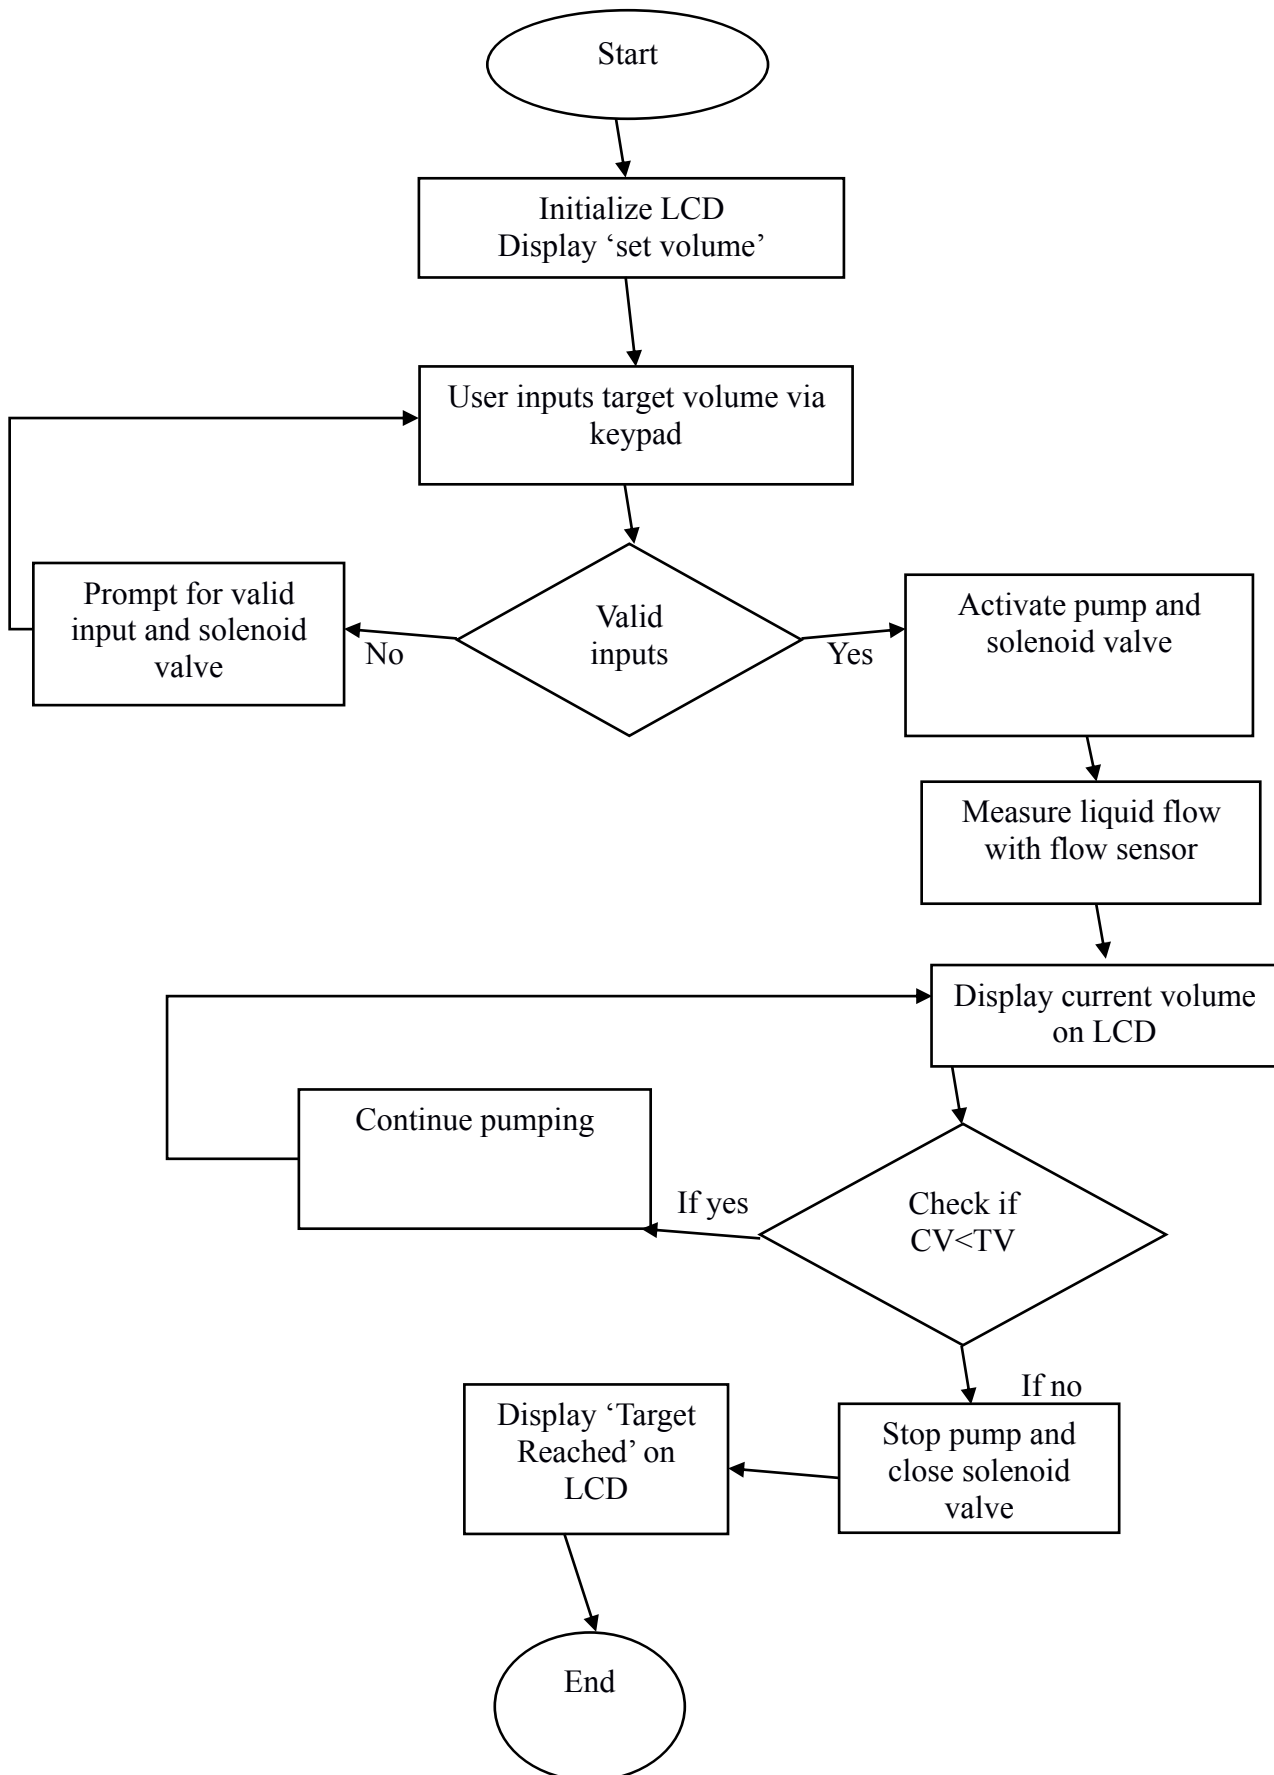 Start
Initialize LCD
Display ‘set volume’
User inputs target volume via
keypad
Prompt for valid
input and solenoid
valve
No
Valid
inputs
Yes
Activate pump and
solenoid valve
Measure liquid flow
with flow sensor
Display current volume
on LCD
Continue pumping
If yes
Check if
CV<TV
If no
Stop pump and
close solenoid
valve
Display ‘Target
Reached’ on
LCD
End